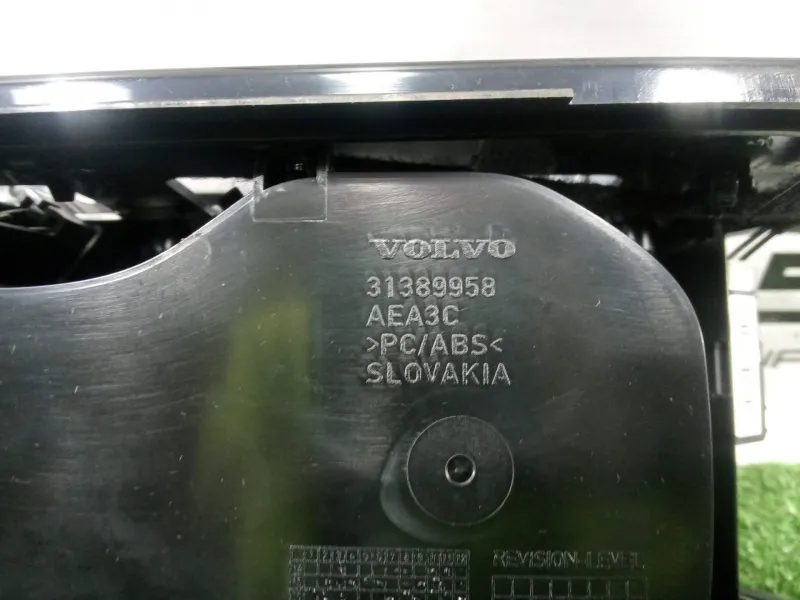 VOLVO
31389958
AEA3C
>PC/ABS<
SLOVAKIA
REVISION-LEVEL